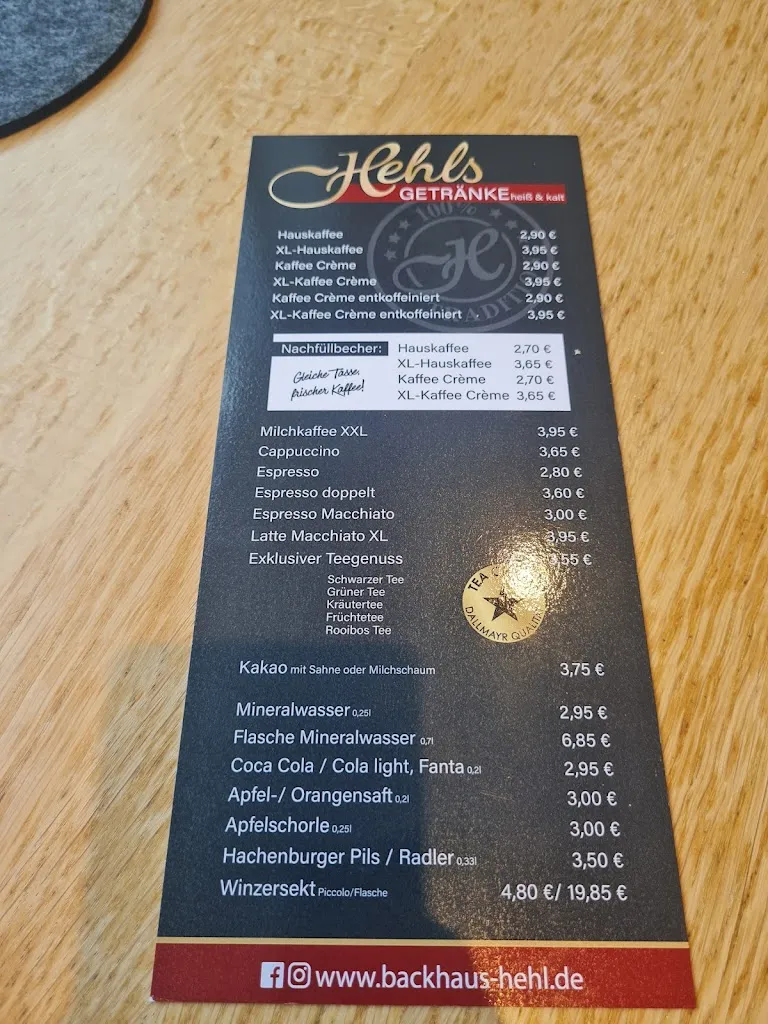 Hehls
GETRÄNKE heiß & kalt
100%
H
Hauskaffee 2,90 €
XL-Hauskaffee 3,95 €
Kaffee Crème 2,90 €
XL-Kaffee Crème 3,95 €
Kaffee Crème entkoffeiniert 2,90 €
XL-Kaffee Crème entkoffeiniert 3,95 €
Nachfüllbecher: Hauskaffee 2,70 €
XL-Hauskaffee 3,65 €
Gleiche Tasse, Kaffee Crème 2,70 €
frischer Kaffee! XL-Kaffee Crème 3,65 €
Milchkaffee XXL 3,95 €
Cappuccino 3,65 €
Espresso 2,80 €
Espresso doppelt 3,60 €
Espresso Macchiato 3,00 €
Latte Macchiato XL 3,95 €
Exklusiver Teegenuss
Schwarzer Tee
Grüner Tee
Kräutertee
Früchtetee
Rooibos Tee
TEA
DALLMAYR QUALITÄT
Kakao mit Sahne oder Milchschaum 3,75 €
Mineralwasser 0,25l 2,95 €
Flasche Mineralwasser 0,7l 6,85 €
Coca Cola / Cola light, Fanta 0,2l 2,95 €
Apfel-/ Orangensaft 0,2l 3,00 €
Apfelschorle 0,25l 3,00 €
Hachenburger Pils / Radler 0,33l 3,50 €
Winzersekt Piccolo/Flasche 4,80 €/ 19,85 €
www.backhaus-hehl.de